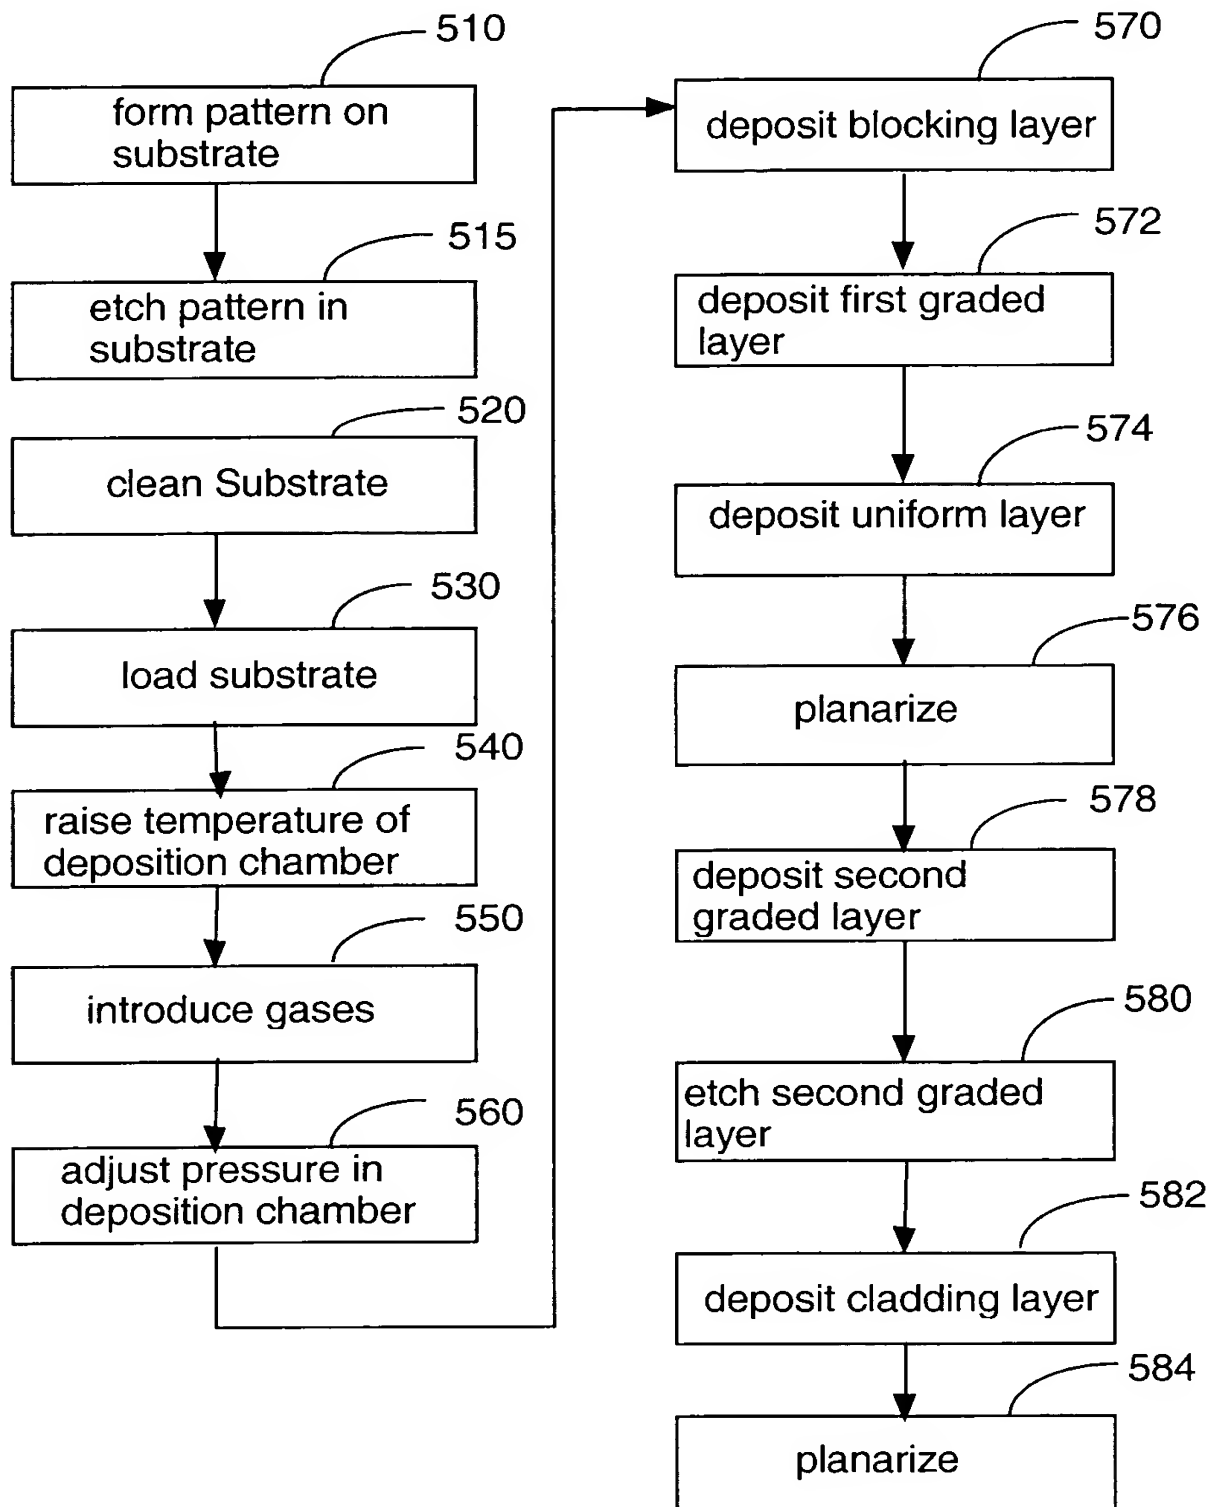 510
form pattern on
substrate
515
etch pattern in
substrate
520
clean Substrate
530
load substrate
540
raise temperature of
deposition chamber
550
introduce gases
560
adjust pressure in
deposition chamber
570
deposit blocking layer
572
deposit first graded
layer
574
deposit uniform layer
576
planarize
578
deposit second
graded layer
580
etch second graded
layer
582
deposit cladding layer
584
planarize